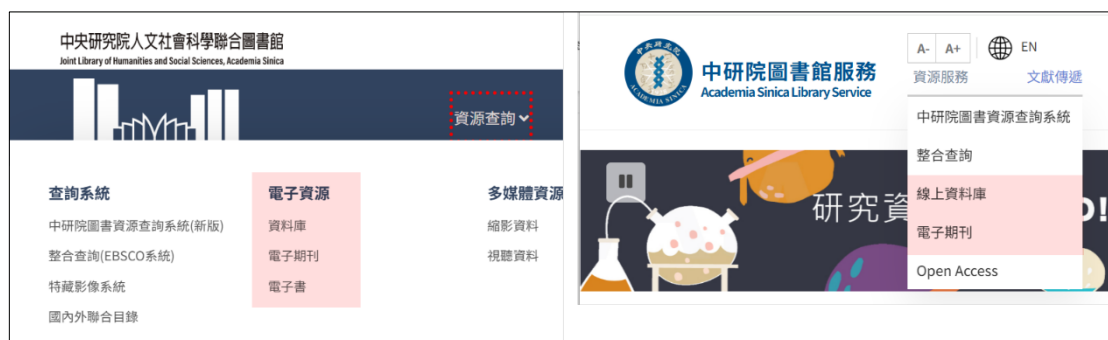 中央研究院人文社會科學聯合圖書館
Joint Library of Humanities and Social Sciences, Academia Sinica
資源查詢
查詢系統
中研院圖書資源查詢系統(新版)
整合查詢(EBSCO系統)
特藏影像系統
國內外聯合目錄
電子資源
資料庫
電子期刊
電子書
多媒體資源
縮影資料
視聽資料
中央研究院
ACADEMIA SINICA
中研院圖書館服務
Academia Sinica Library Service
A- A+ EN
資源服務 文獻傳遞
中研院圖書資源查詢系統
整合查詢
線上資料庫
電子期刊
Open Access
研究資
!